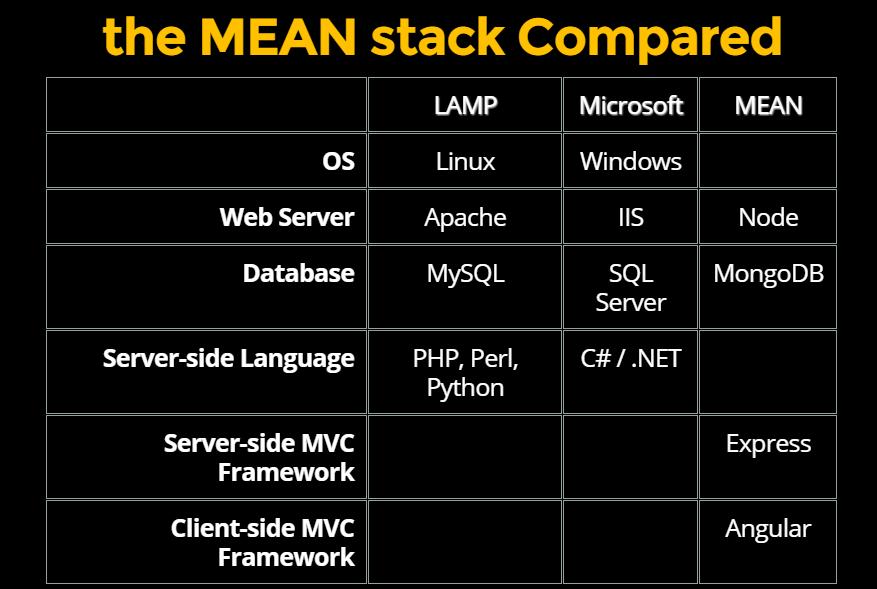 the MEAN stack Compared
LAMP Microsoft MEAN
OS Linux Windows
Web Server Apache IIS Node
Database MySQL SQL Server MongoDB
Server-side Language PHP, Perl, Python C# / .NET
Server-side MVC Framework Express
Client-side MVC Framework Angular